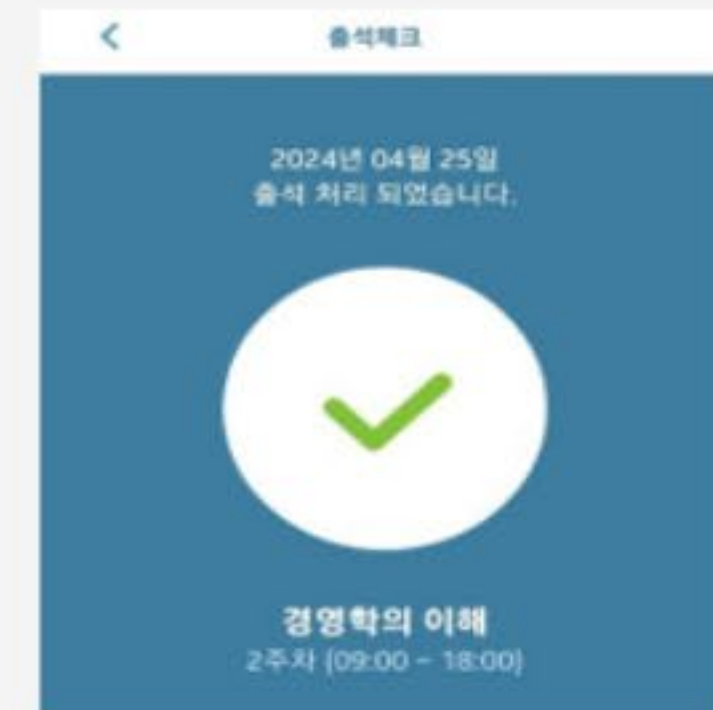 출석체크
2024년 04월 25일
출석 처리 되었습니다.
경영학의 이해
2주차 (09:00 - 18:00)